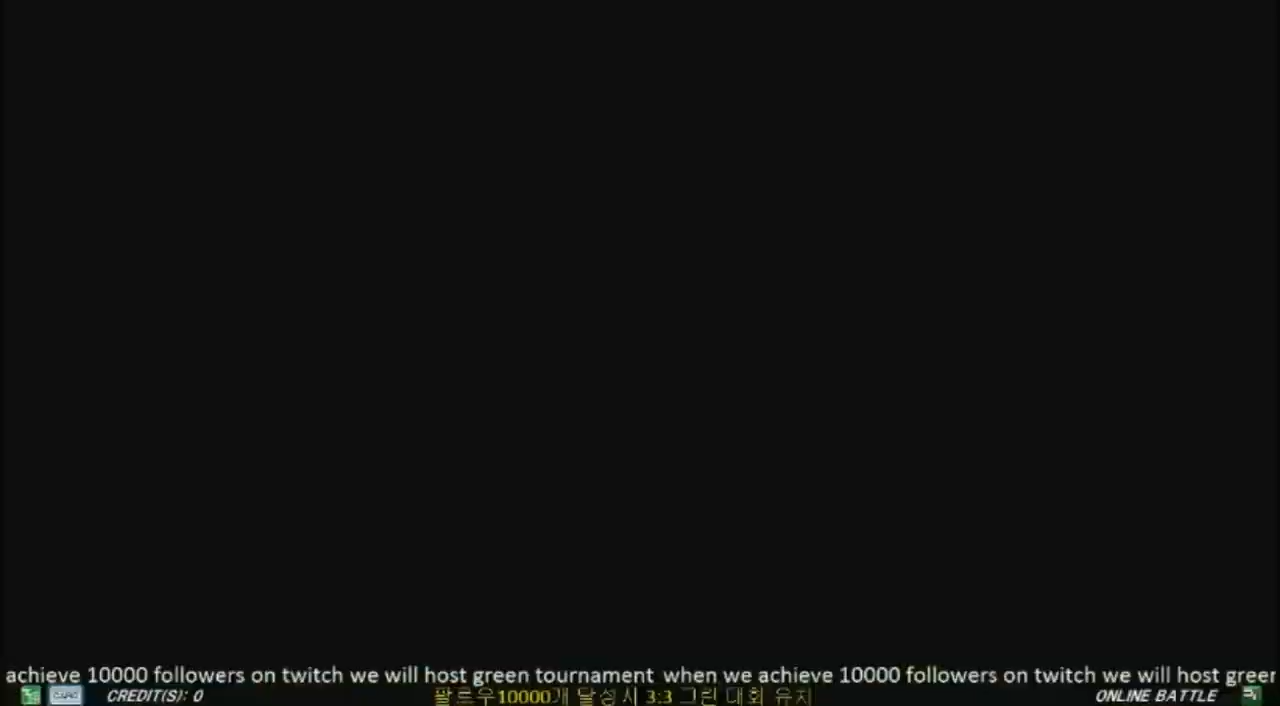 achieve 10000 followers on twitch we will host green tournament when we achieve 10000 followers on twitch we will host green
CREDIT(S): 0
팔로우10000개 달성시 3:3 그린 대회 유지
ONLINE BATTLE